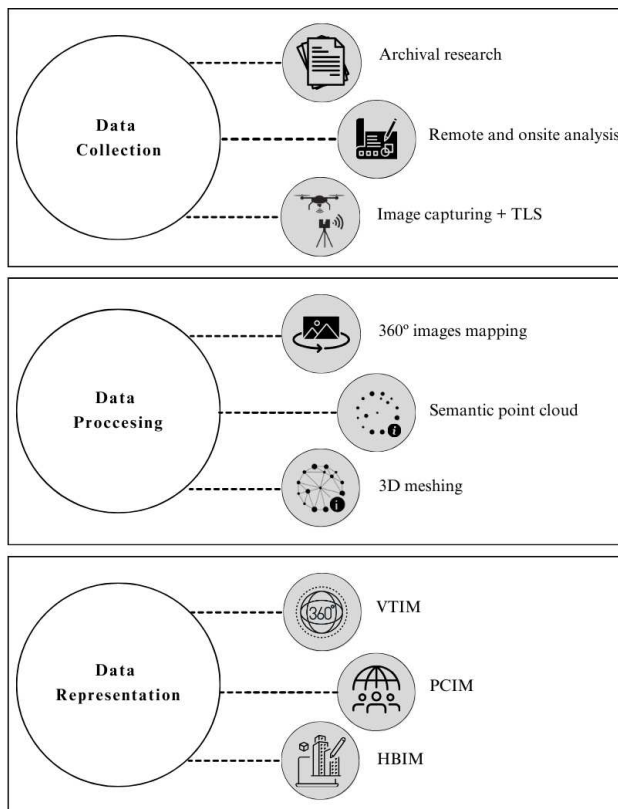 Archival research
Data
Collection
Remote and onsite analysis
Image capturing + TLS
360º images mapping
Data
Proccesing
Semantic point cloud
i
3D meshing
i
VTIM
360°
Data
Representation
PCIM
HBIM